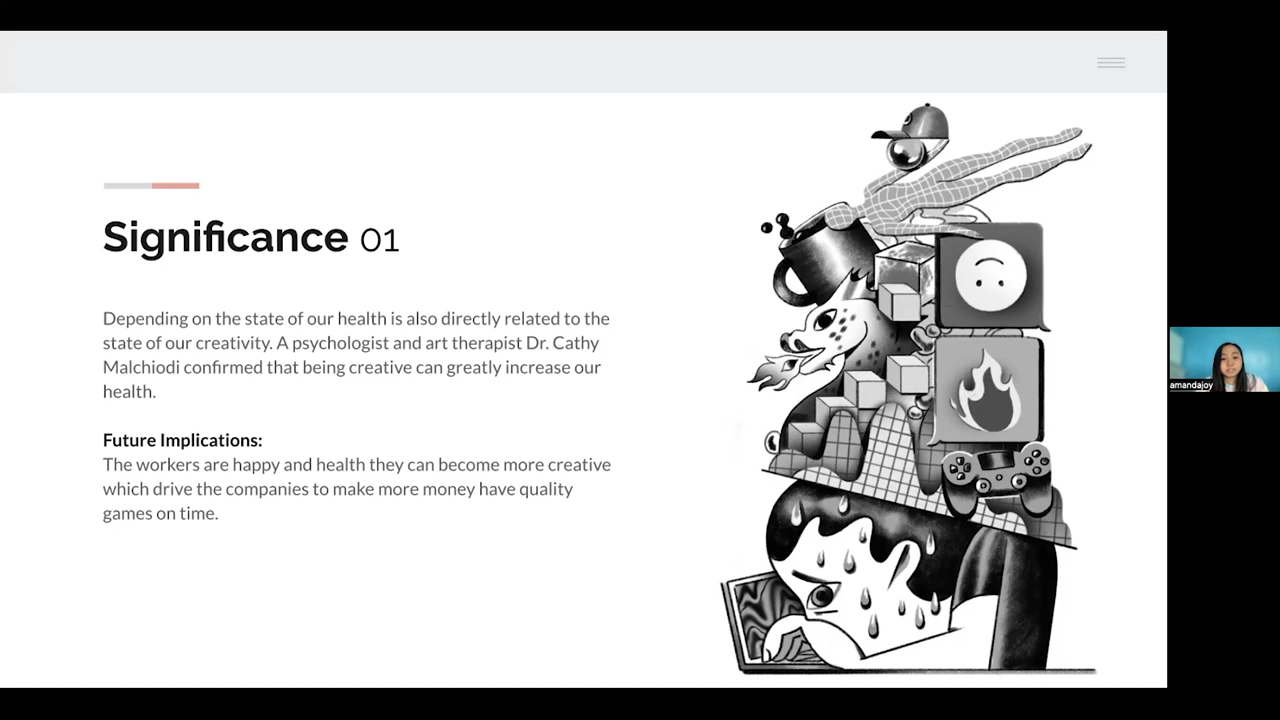 Significance 01
Depending on the state of our health is also directly related to the
state of our creativity. A psychologist and art therapist Dr. Cathy
Malchiodi confirmed that being creative can greatly increase our
health.
Future Implications:
The workers are happy and health they can become more creative
which drive the companies to make more money have quality
games on time.
amandajoy